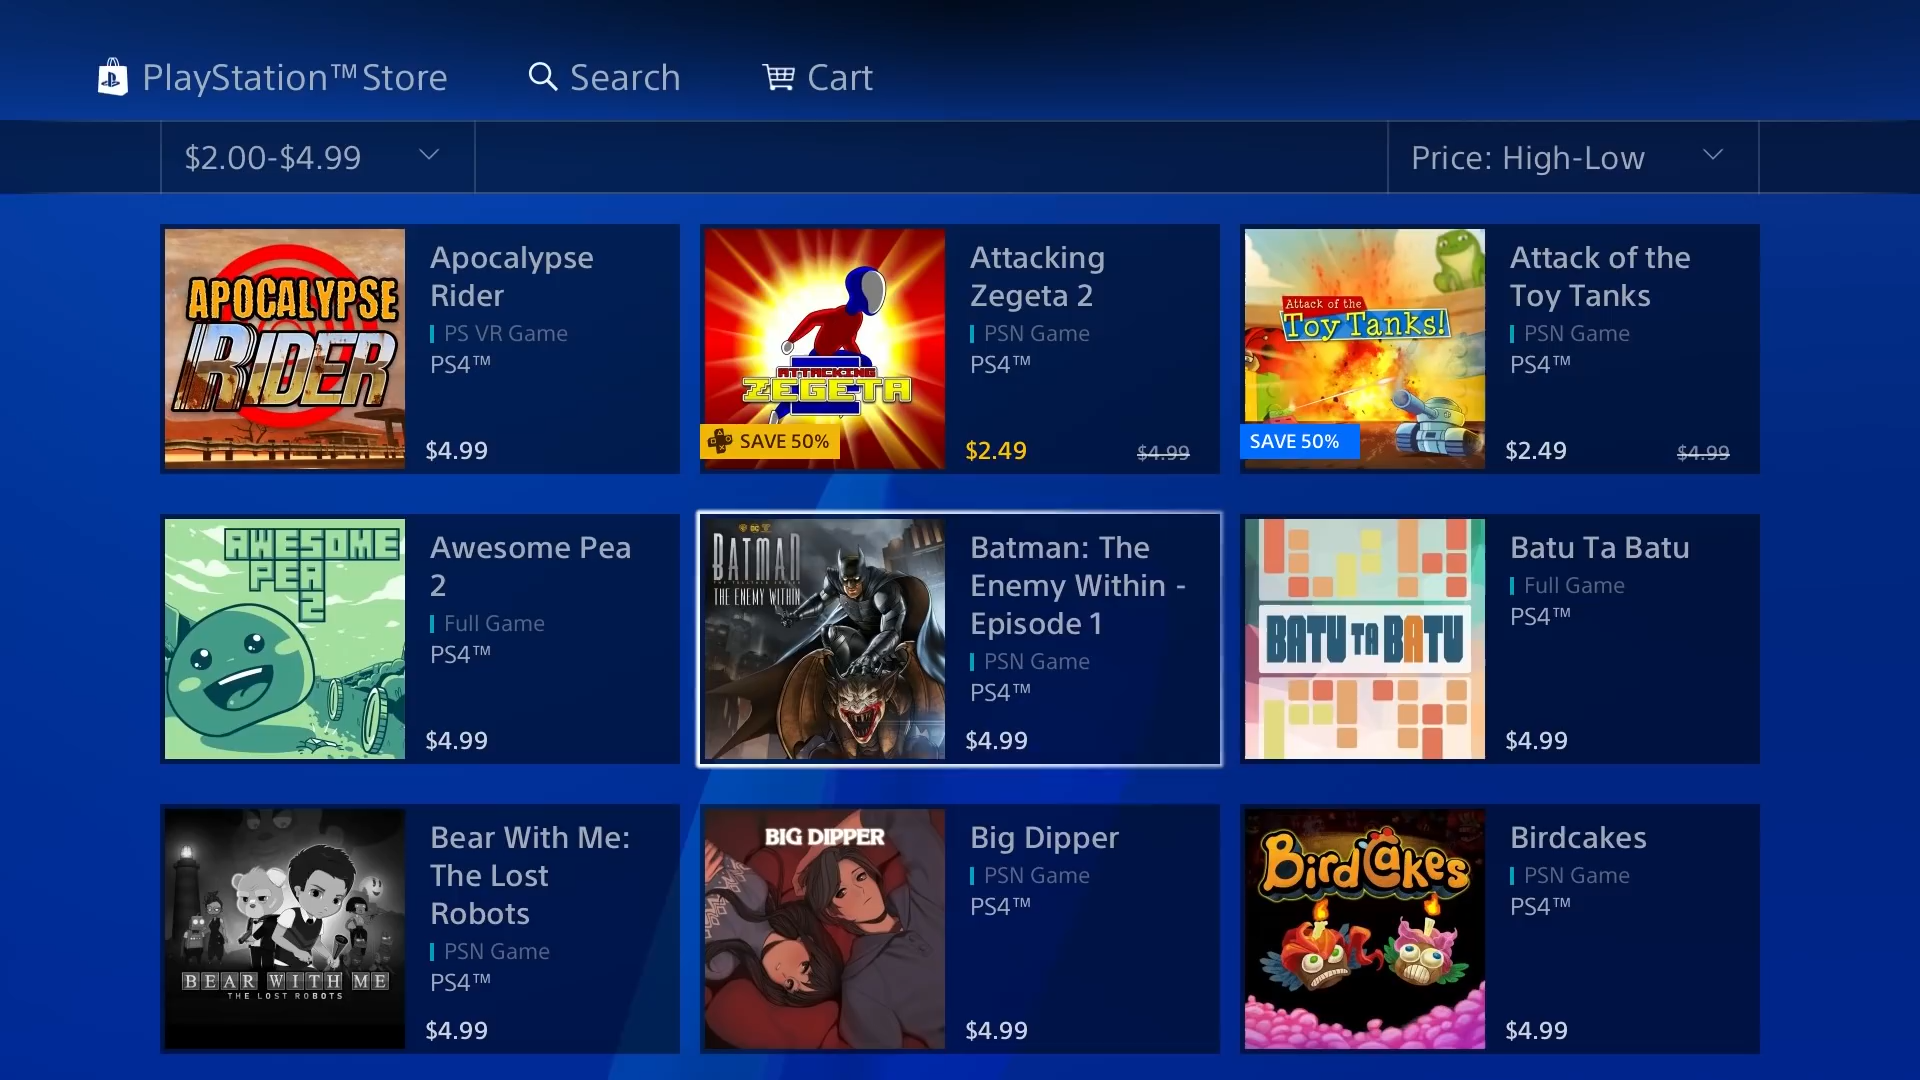 PlayStation™Store
Search
Cart
$2.00-$4.99
Price: High-Low
APOCALYPSE
RIDER
Apocalypse
Rider
PS VR Game
PS4™
$4.99
ATTACKING
ZEGETA
2
SAVE 50%
Attacking
Zegeta 2
PSN Game
PS4™
$2.49
$4.99
Attack of the
Toy Tanks!
SAVE 50%
Attack of the
Toy Tanks
PSN Game
PS4™
$2.49
$4.99
AWESOME
PEA
2
Awesome Pea
2
Full Game
PS4™
$4.99
DC
BATMAN
THE TELLTALE SERIES
THE ENEMY WITHIN
Batman: The
Enemy Within -
Episode 1
PSN Game
PS4™
$4.99
BATU TA BATU
Batu Ta Batu
Full Game
PS4™
$4.99
BEAR WITH ME
THE LOST ROBOTS
Bear With Me:
The Lost
Robots
PSN Game
PS4™
$4.99
BIG DIPPER
Big Dipper
PSN Game
PS4™
$4.99
BirdCakes
Birdcakes
PSN Game
PS4™
$4.99